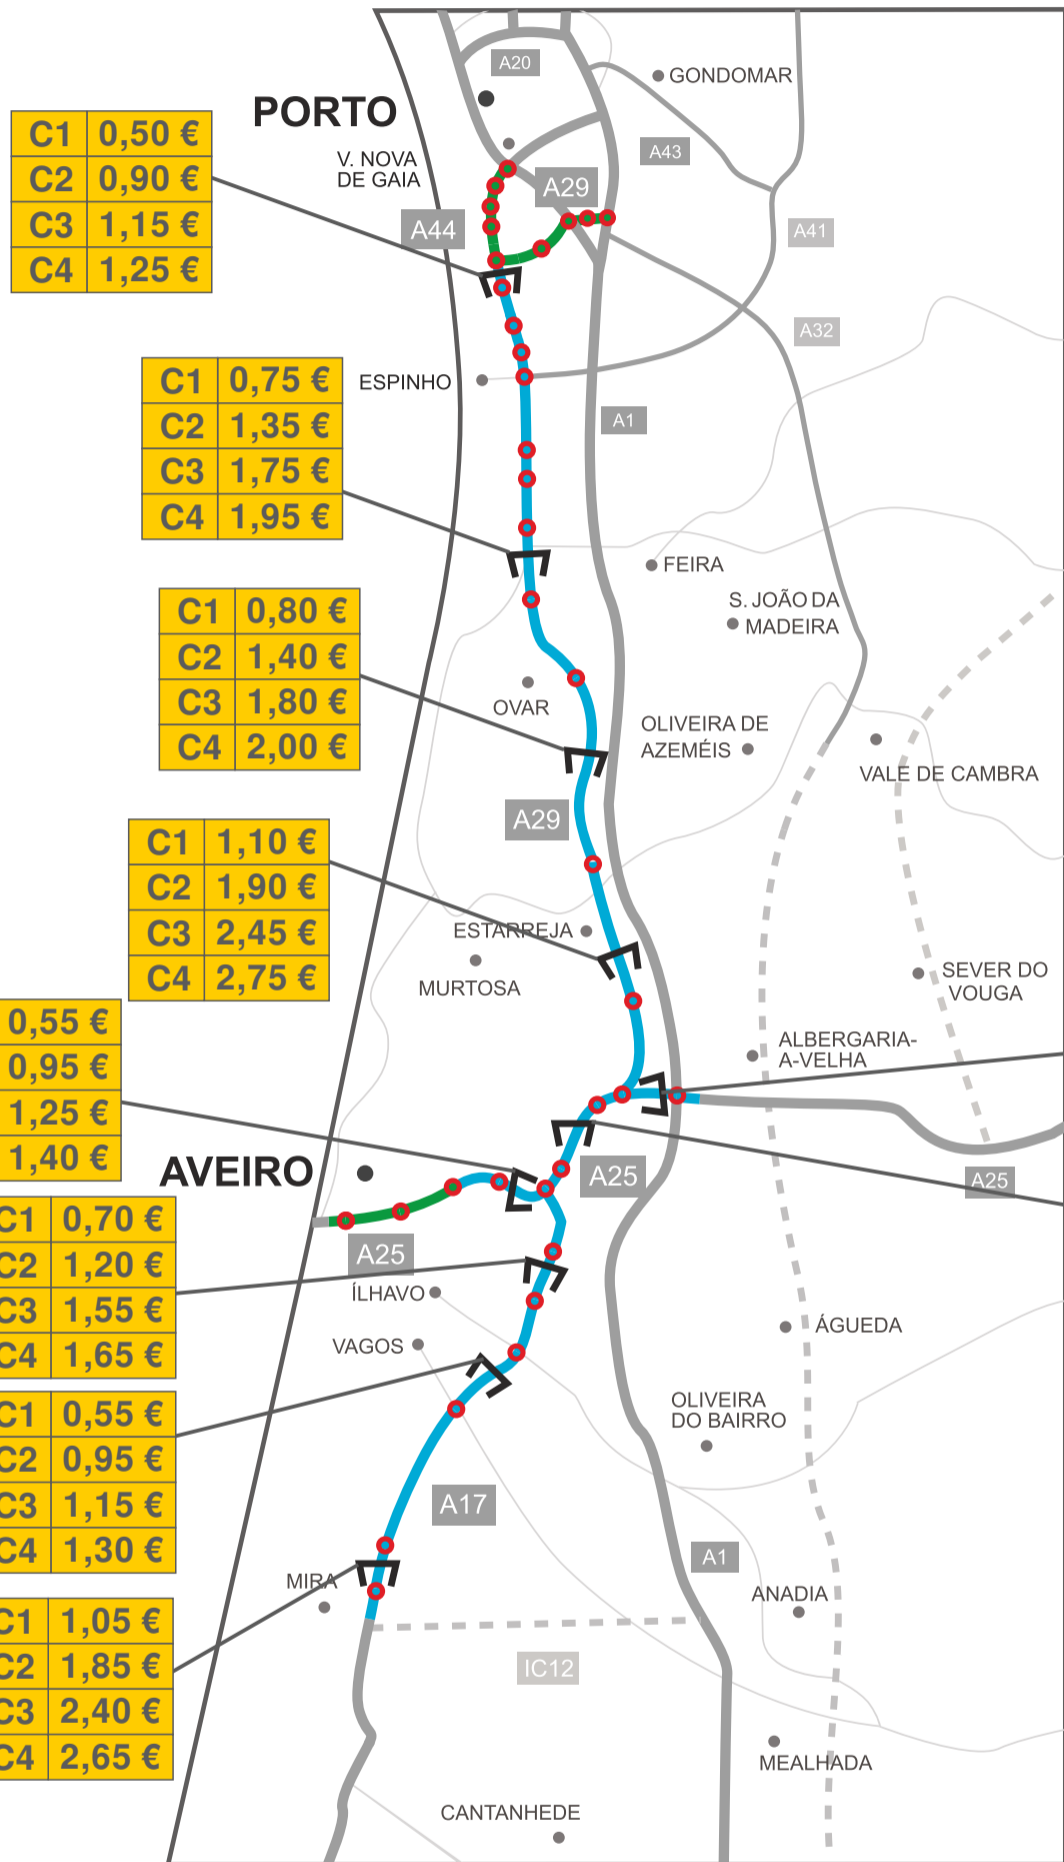 A20
GONDOMAR
PORTO
C1 0,50 €
C2 0,90 €
C3 1,15 €
C4 1,25 €
V. NOVA
DE GAIA
A43
A29
A44
A41
A32
ESPINHO
C1 0,75 €
C2 1,35 €
C3 1,75 €
C4 1,95 €
A1
FEIRA
S. JOÃO DA
MADEIRA
C1 0,80 €
C2 1,40 €
C3 1,80 €
C4 2,00 €
OVAR
OLIVEIRA DE
AZEMÉIS
VALE DE CAMBRA
A29
C1 1,10 €
C2 1,90 €
C3 2,45 €
C4 2,75 €
ESTARREJA
MURTOSA
SEVER DO
VOUGA
ALBERGARIA-
A-VELHA
0,55 €
0,95 €
1,25 €
1,40 €
AVEIRO
A25
A25
A25
C1 0,70 €
C2 1,20 €
C3 1,55 €
C4 1,65 €
ÍLHAVO
VAGOS
ÁGUEDA
C1 0,55 €
C2 0,95 €
C3 1,15 €
C4 1,30 €
OLIVEIRA
DO BAIRRO
A17
A1
MIRA
ANADIA
C1 1,05 €
C2 1,85 €
C3 2,40 €
C4 2,65 €
IC12
MEALHADA
CANTANHEDE